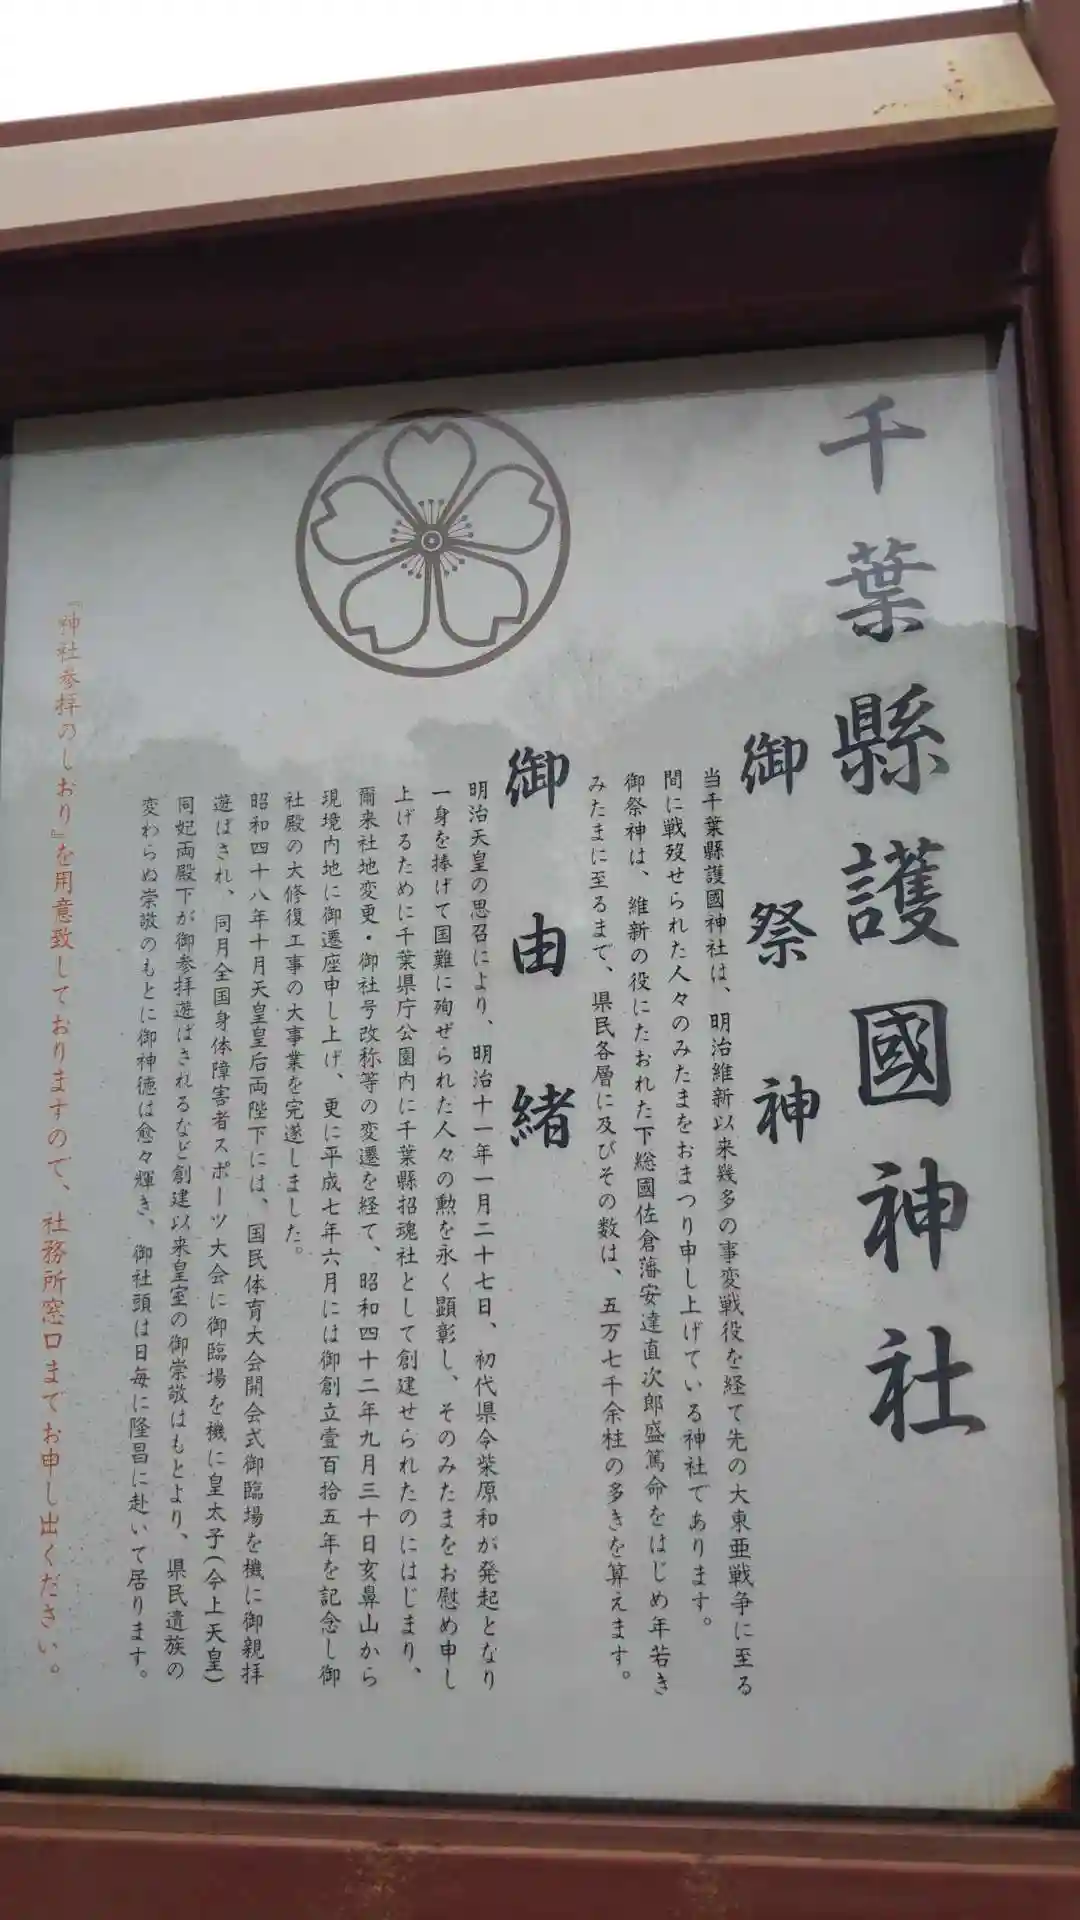 千葉縣護國神社
御祭神
当千葉縣護國神社は、明治維新以来幾多の事変戦役を経て先の大東亜戦争に至る
間に戦歿せられた人々のみたまをおまつり申し上げている神社であります。
御祭神は、維新の役にたおれた下総國佐倉藩安達直次郎盛篤命をはじめ年若き
みたまに至るまで、県民各層に及びその数は、五万七千余柱の多きを算えます。
御由緒
明治天皇の思召により、明治十一年一月二十七日、初代県令柴原和が発起となり
一身を捧げて国難に殉ぜられた人々の勲を永く顕彰し、そのみたまをお慰め申し
上げるために千葉県庁公園内に千葉縣招魂社として創建せられたのにはじまり、
爾来社地変更・御社号改称等の変遷を経て、昭和四十二年九月三十日亥鼻山から
現境内地に御遷座申し上げ、更に平成七年六月には御創立壹百拾五年を記念し御
社殿の大修復工事の大事業を完遂しました。
昭和四十八年十月天皇皇后両陛下には、国民体育大会開会式御臨場を機に御親拝
遊ばされ、同月全国身体障害者スポーツ大会に御臨場を機に皇太子(今上天皇)
同妃両殿下が御参拝遊ばされるなど創建以来皇室の御崇敬はもとより、県民遺族の
変わらぬ崇敬のもとに御神徳は愈々輝き、御社頭は日毎に隆昌に赴いて居ります。
『神社参拝のしおり』を用意致しておりますので、社務所窓口までお申し出ください。